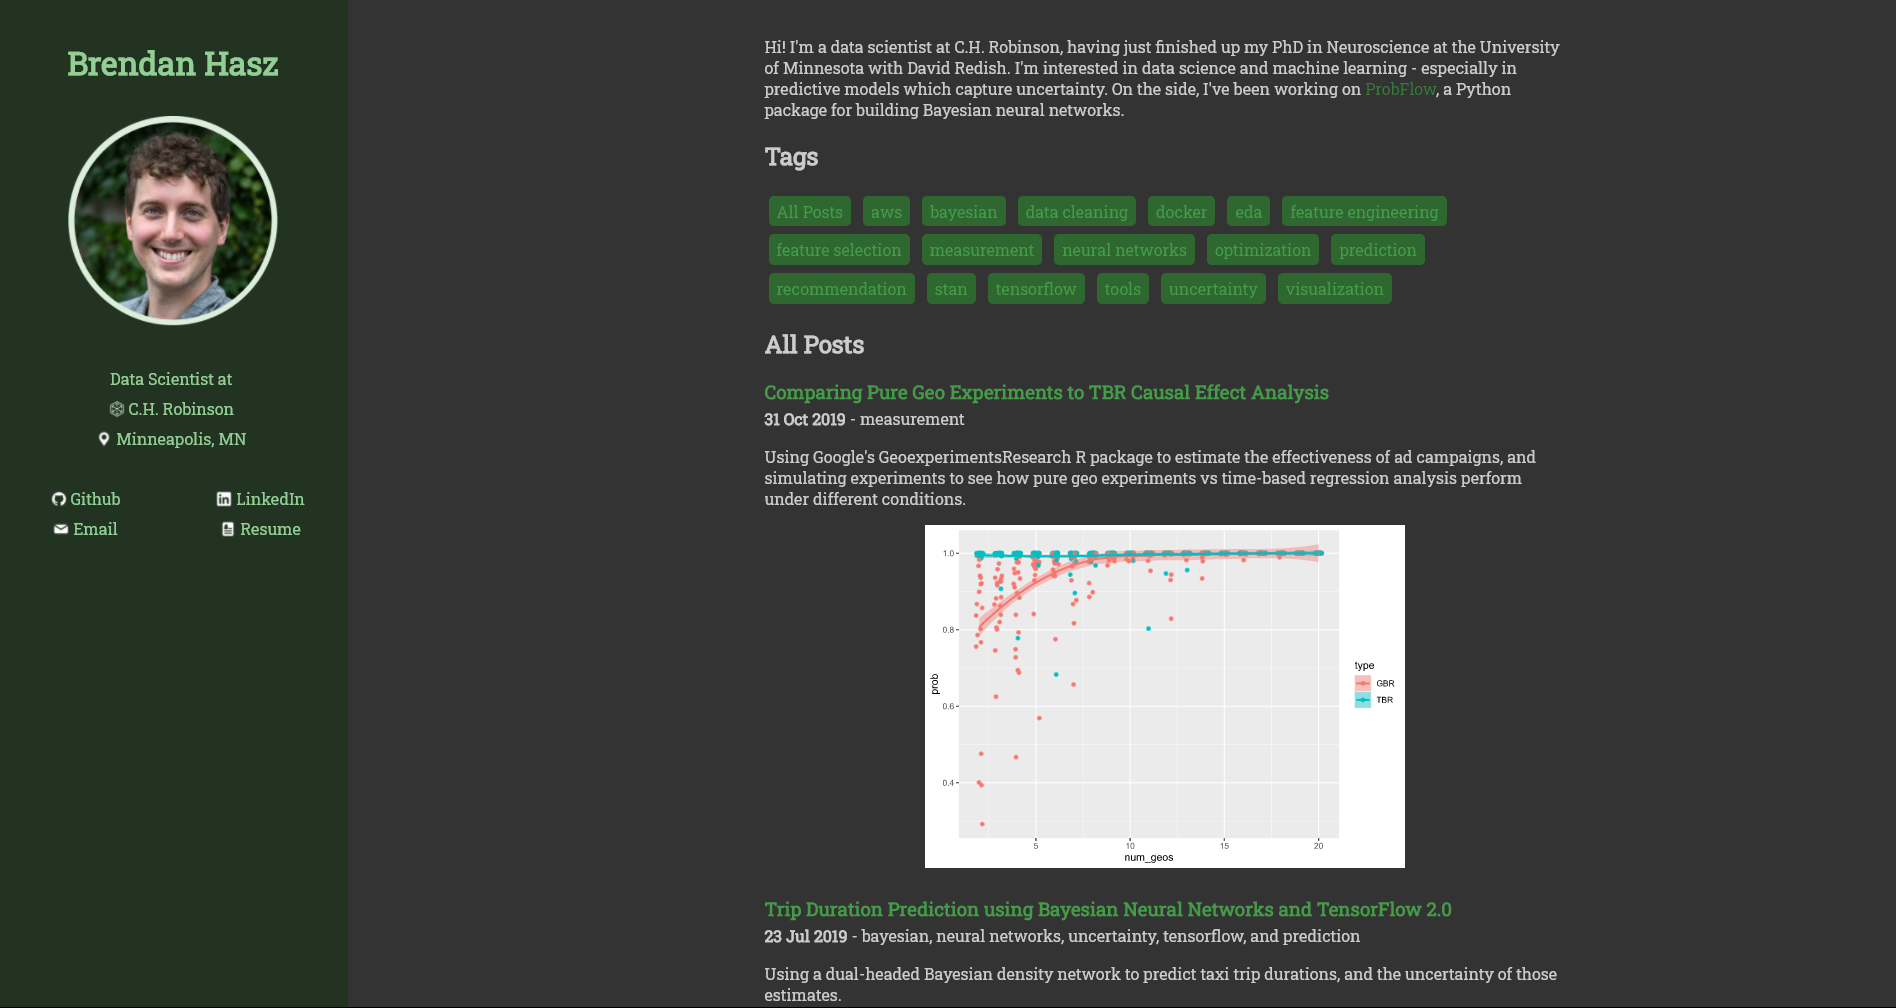 Brendan Hasz
Data Scientist at
C.H. Robinson
Minneapolis, MN
Github
LinkedIn
Email
Resume
Hi! I'm a data scientist at C.H. Robinson, having just finished up my PhD in Neuroscience at the University
of Minnesota with David Redish. I'm interested in data science and machine learning - especially in
predictive models which capture uncertainty. On the side, I've been working on ProbFlow, a Python
package for building Bayesian neural networks.
Tags
All Posts aws bayesian data cleaning docker eda feature engineering
feature selection measurement neural networks optimization prediction
recommendation stan tensorflow tools uncertainty visualization
All Posts
Comparing Pure Geo Experiments to TBR Causal Effect Analysis
31 Oct 2019 - measurement
Using Google's GeoexperimentsResearch R package to estimate the effectiveness of ad campaigns, and
simulating experiments to see how pure geo experiments vs time-based regression analysis perform
under different conditions.
1.0
0.8
0.6
0.4
prob
5 10 15 20
num_geos
type
GBR
TBR
Trip Duration Prediction using Bayesian Neural Networks and TensorFlow 2.0
23 Jul 2019 - bayesian, neural networks, uncertainty, tensorflow, and prediction
Using a dual-headed Bayesian density network to predict taxi trip durations, and the uncertainty of those
estimates.